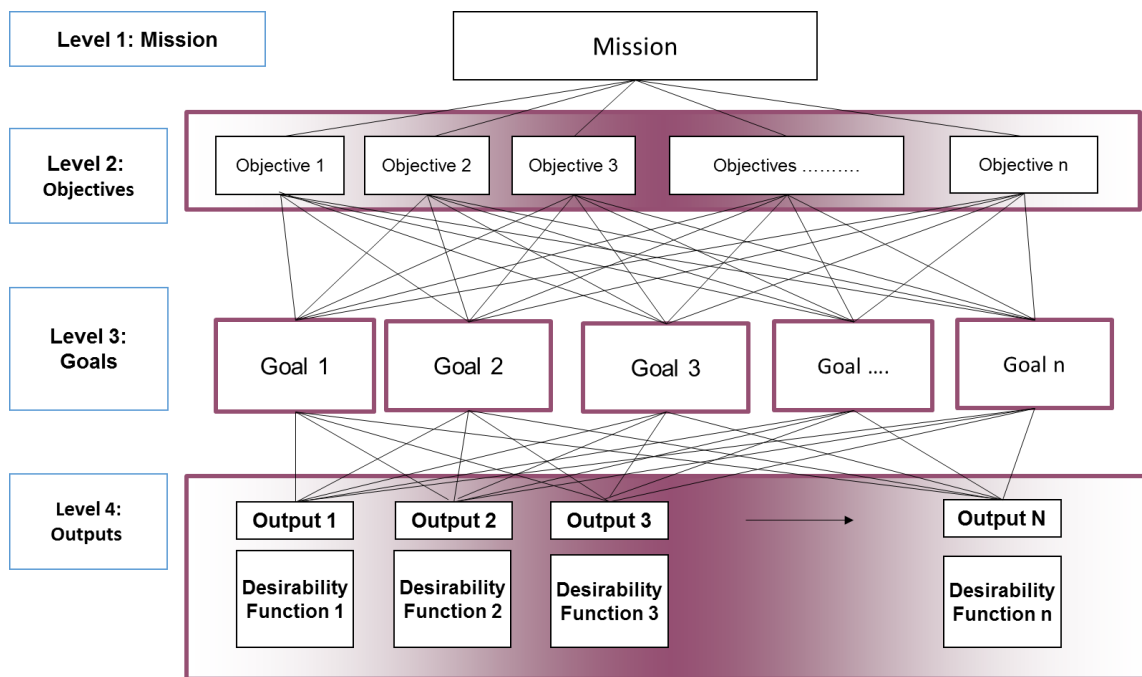 Level 1: Mission
Mission
Level 2:
Objectives
Objective 1
Objective 2
Objective 3
Objectives ……….
Objective n
Level 3:
Goals
Goal 1
Goal 2
Goal 3
Goal ….
Goal n
Level 4:
Outputs
Output 1
Output 2
Output 3
Output N
Desirability
Function 1
Desirability
Function 2
Desirability
Function 3
Desirability
Function n